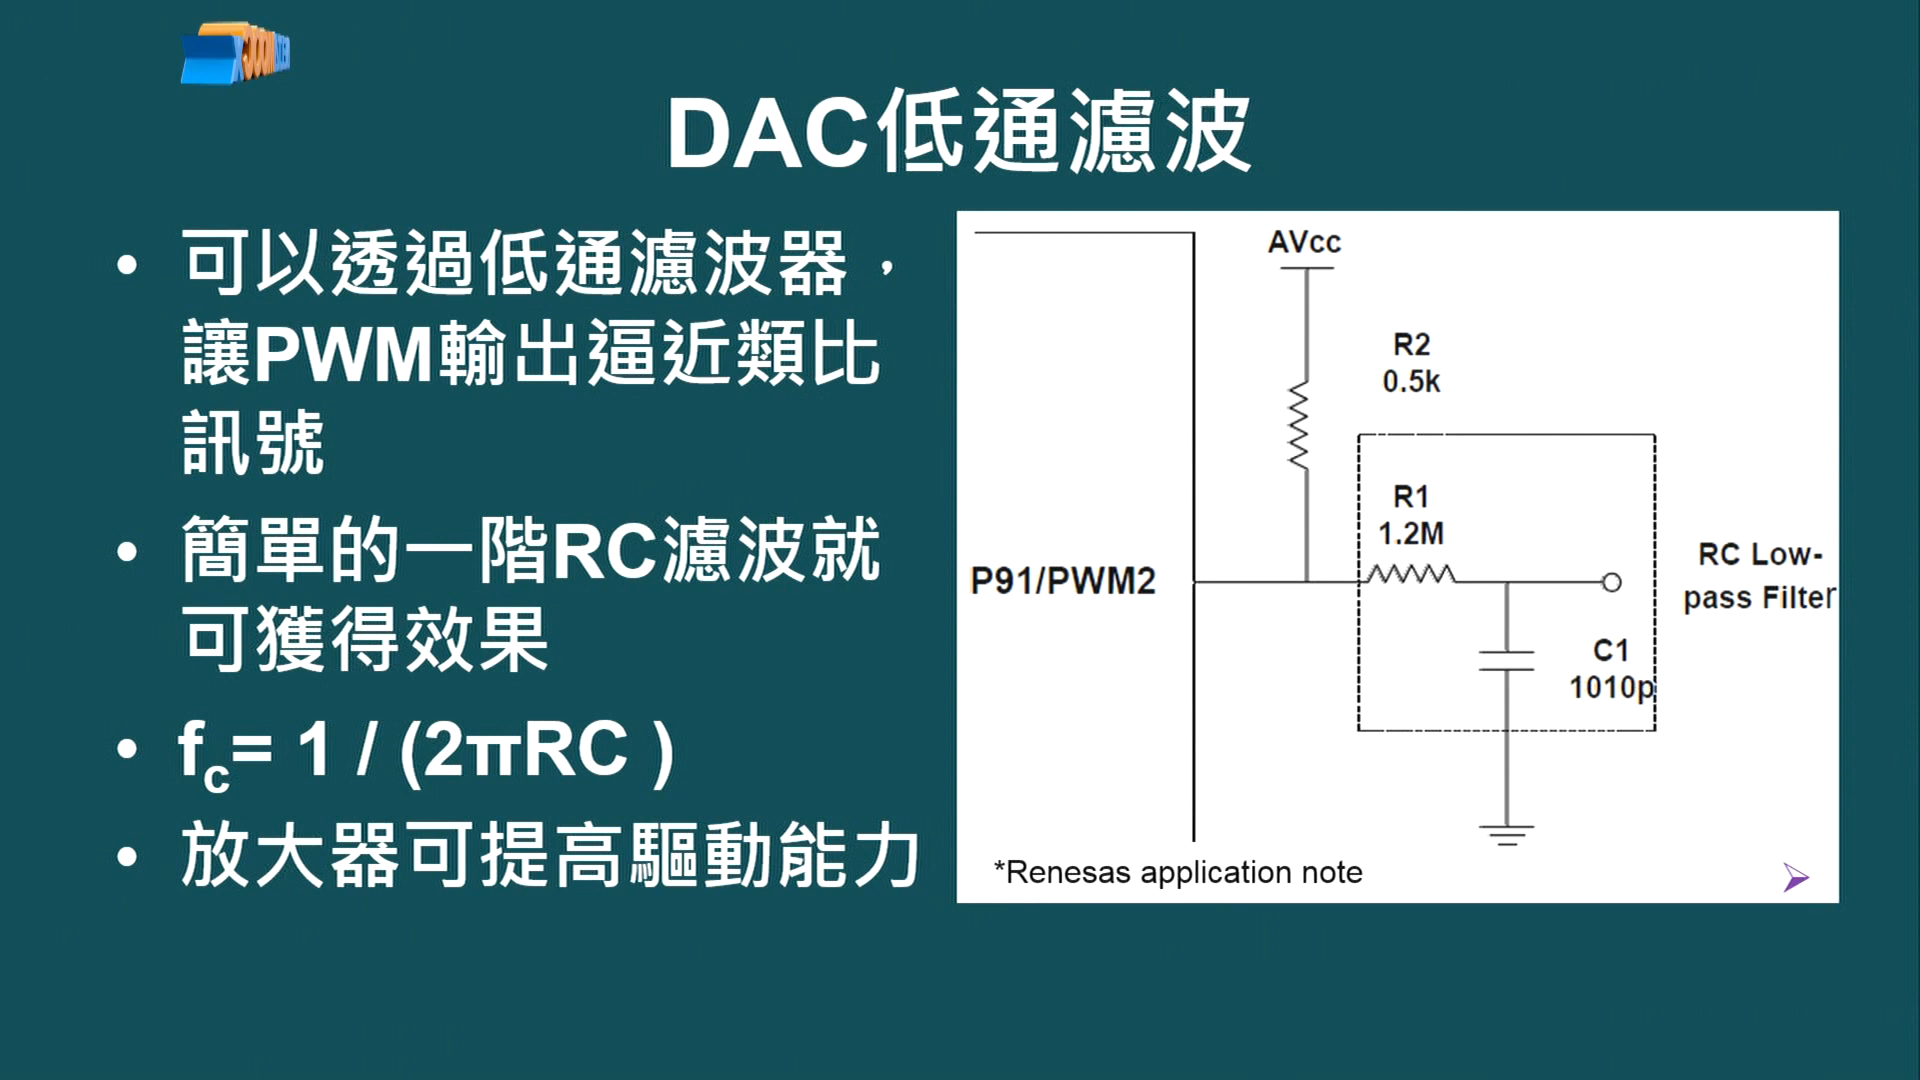 DAC低通濾波
• 可以透過低通濾波器，
讓PWM輸出逼近類比
訊號
• 簡單的一階RC濾波就
可獲得效果
• fc= 1 / (2πRC )
• 放大器可提高驅動能力
AVcc
R2
0.5k
R1
1.2M
P91/PWM2
RC Low-
pass Filter
C1
1010p
*Renesas application note